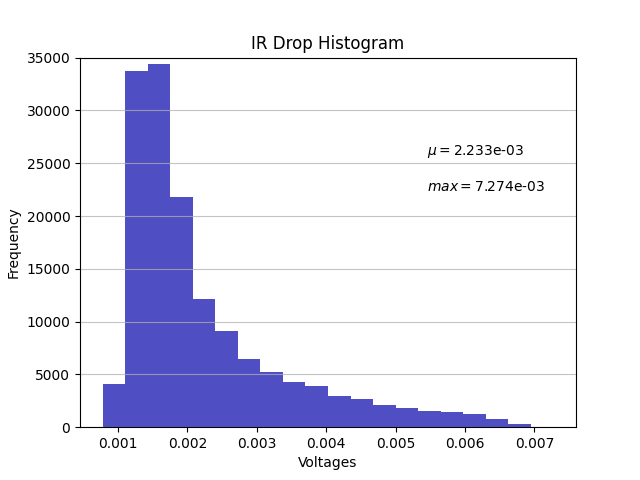 IR Drop Histogram
35000
30000
25000
20000
15000
10000
5000
0
Frequency
μ = 2.233e-03
max = 7.274e-03
0.001 0.002 0.003 0.004 0.005 0.006 0.007
Voltages